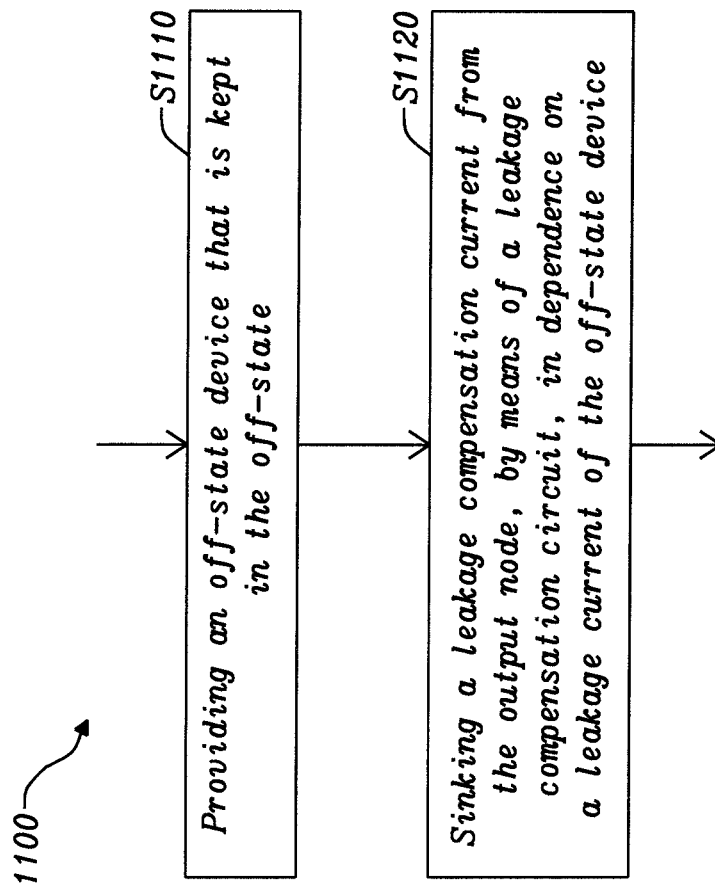 1100
S1110
Providing an off-state device that is kept
in the off-state
S1120
Sinking a leakage compensation current from
the output node, by means of a leakage
compensation circuit, in dependence on
a leakage current of the off-state device